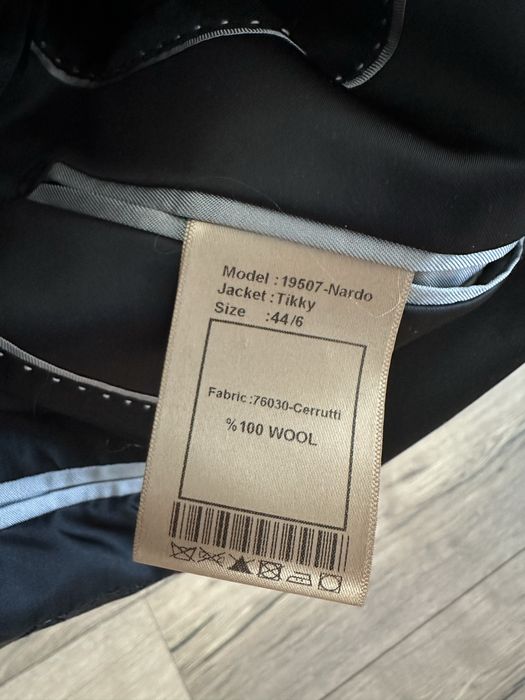 Model :19507-Nardo
Jacket :Tikky
Size :44/6
Fabric :76030-Cerrutti
%100 WOOL